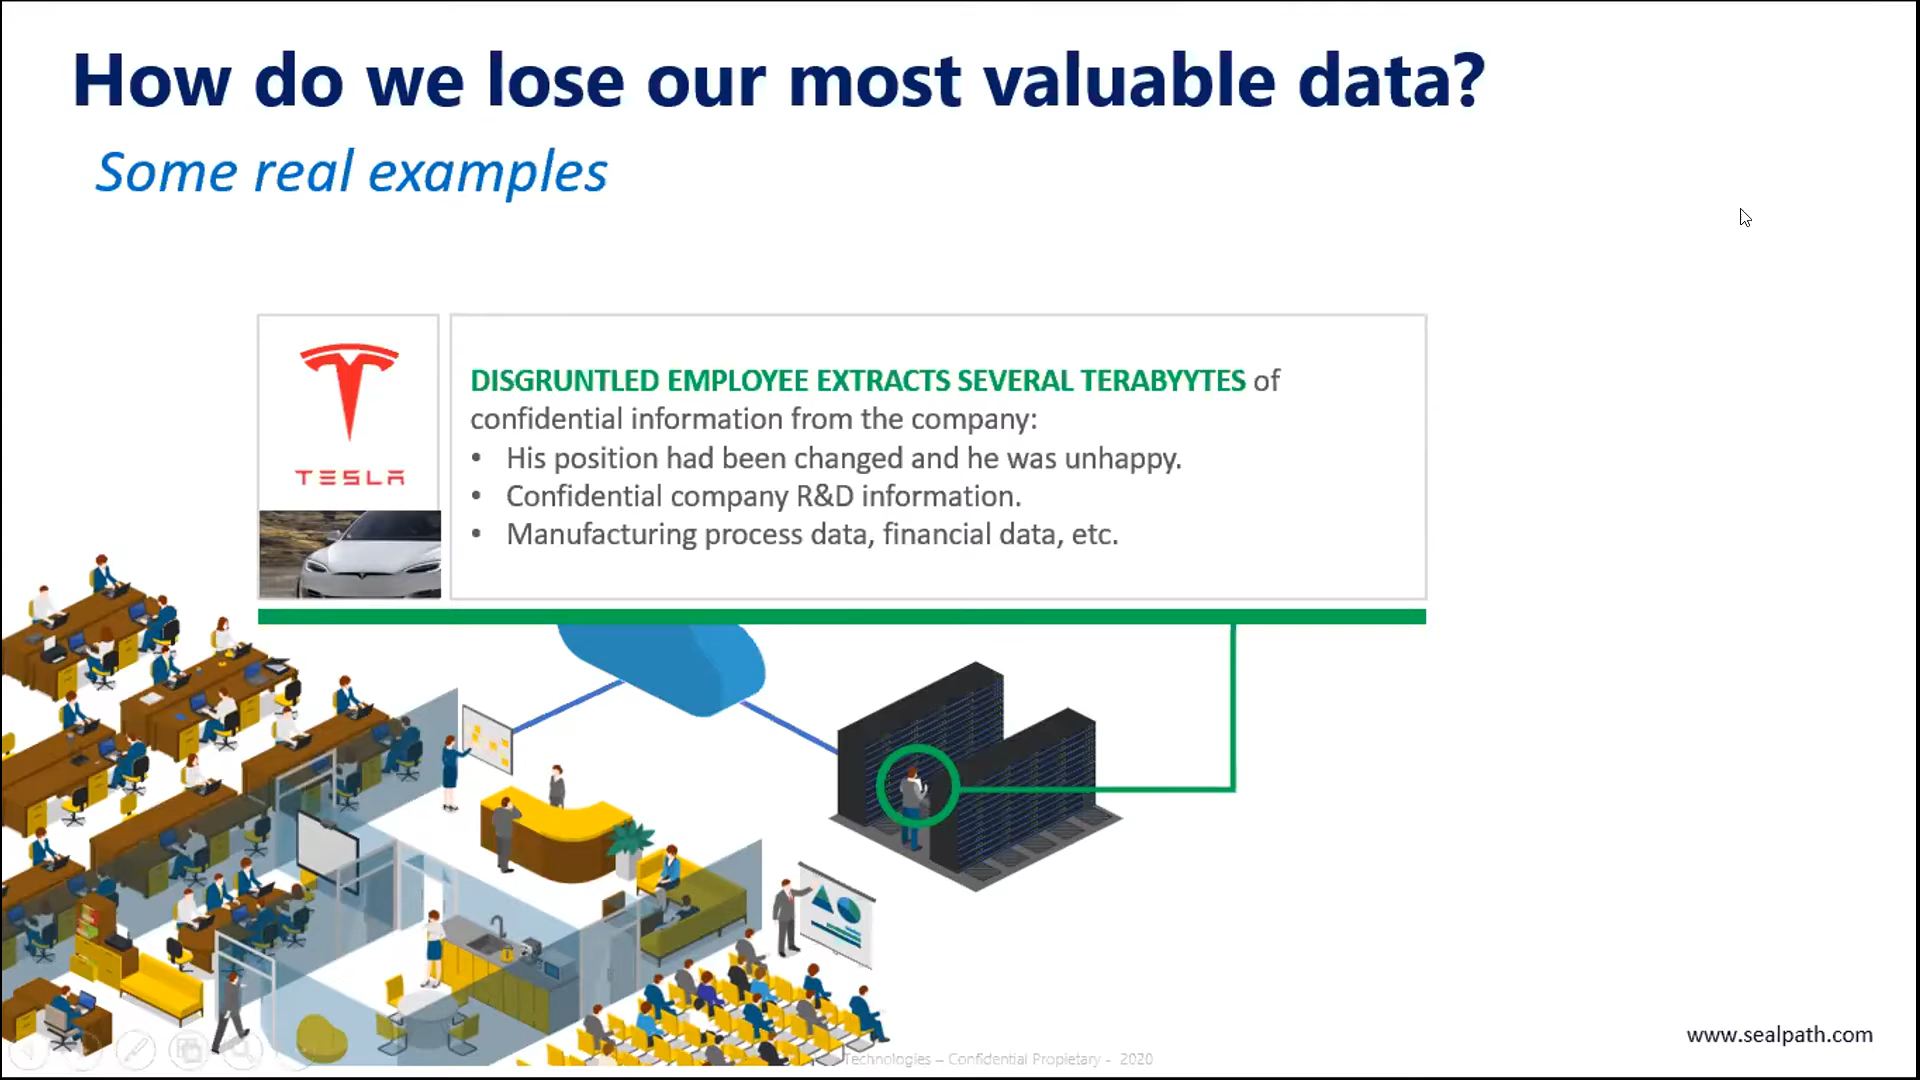 How do we lose our most valuable data?
Some real examples
TESLA
DISGRUNTLED EMPLOYEE EXTRACTS SEVERAL TERABYYTES of
confidential information from the company:
• His position had been changed and he was unhappy.
• Confidential company R&D information.
• Manufacturing process data, financial data, etc.
www.sealpath.com
Technologies – Confidential Propietary - 2020